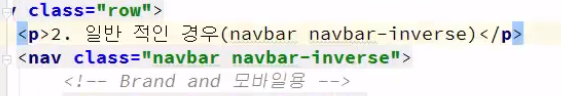 class="row">
<p>2. 일반 적인 경우(navbar navbar-inverse)</p>
<nav class="navbar navbar-inverse">
<!-- Brand and 모바일용 -->